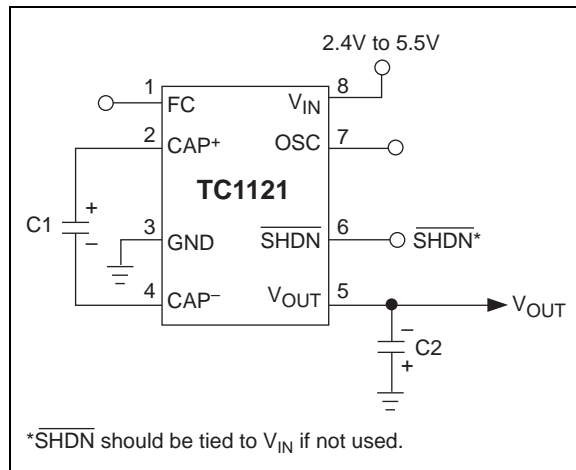 2.4V to 5.5V
1
FC
8
VIN
2
CAP+
OSC
7
TC1121
C1
+
–
3
GND
SHDN
6
SHDN*
4
CAP–
VOUT
5
VOUT
–
C2
+
*SHDN should be tied to VIN if not used.